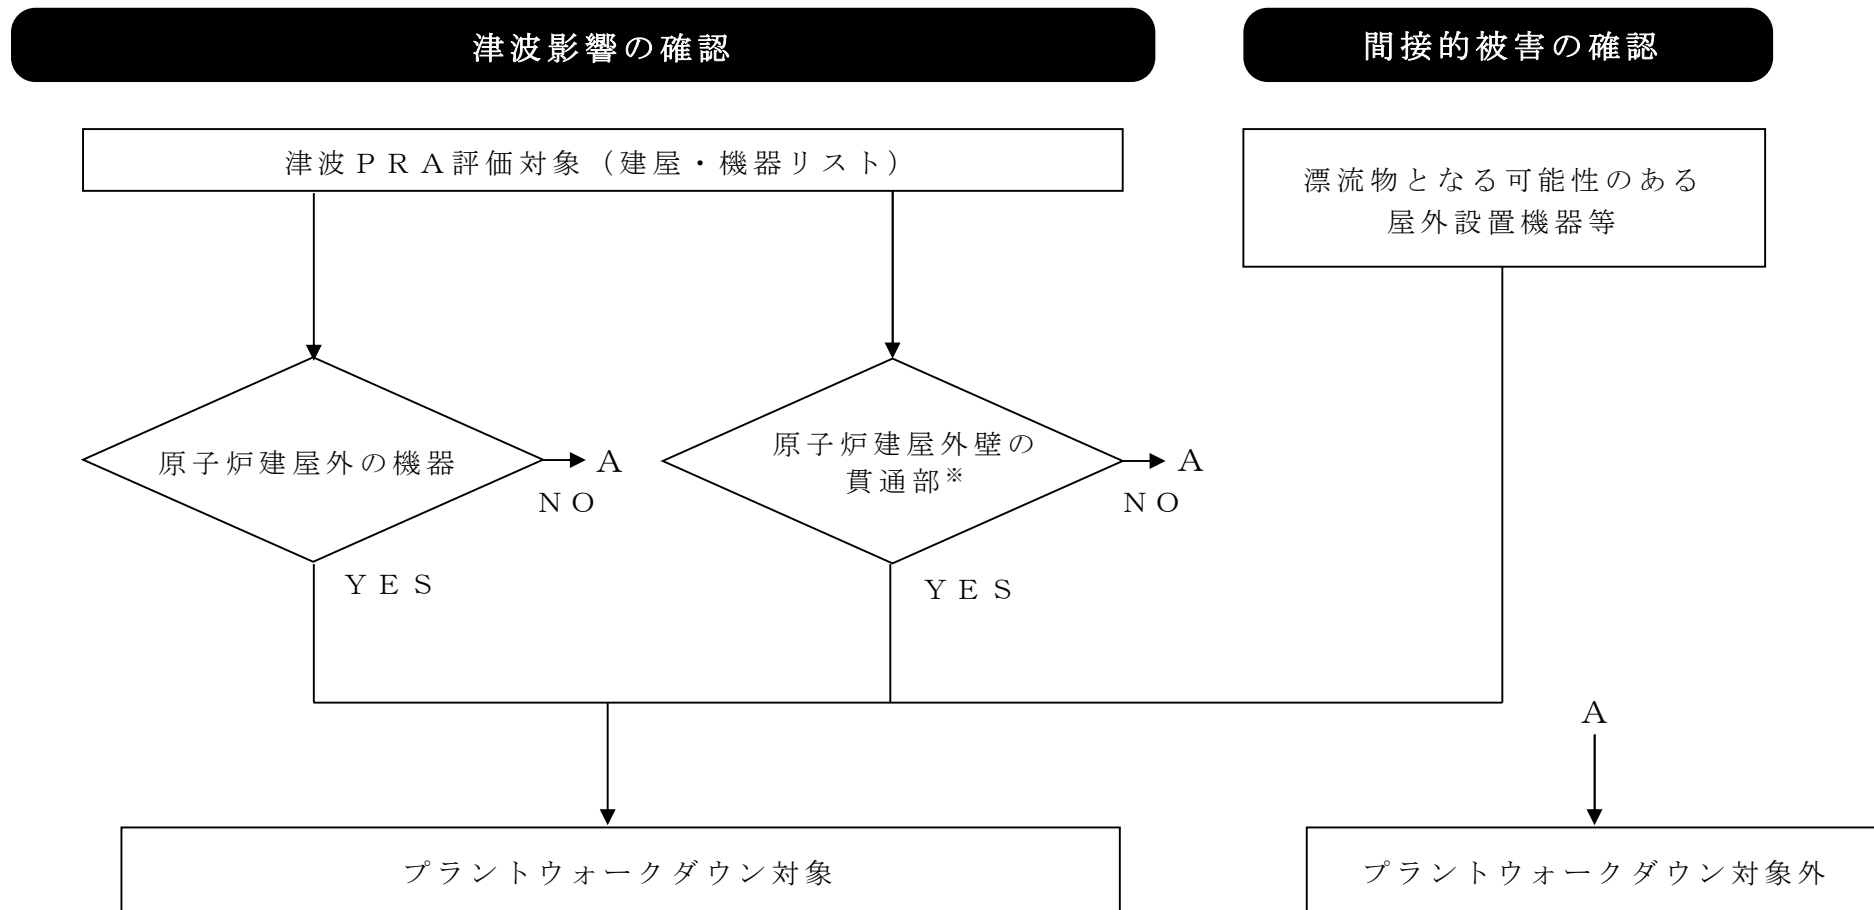 津波影響の確認
間接的被害の確認
津波ＰＲＡ評価対象（建屋・機器リスト）
漂流物となる可能性のある
屋外設置機器等
原子炉建屋外の機器
Ａ
ＮＯ
ＹＥＳ
原子炉建屋外壁の
貫通部※
Ａ
ＮＯ
ＹＥＳ
Ａ
プラントウォークダウン対象
プラントウォークダウン対象外